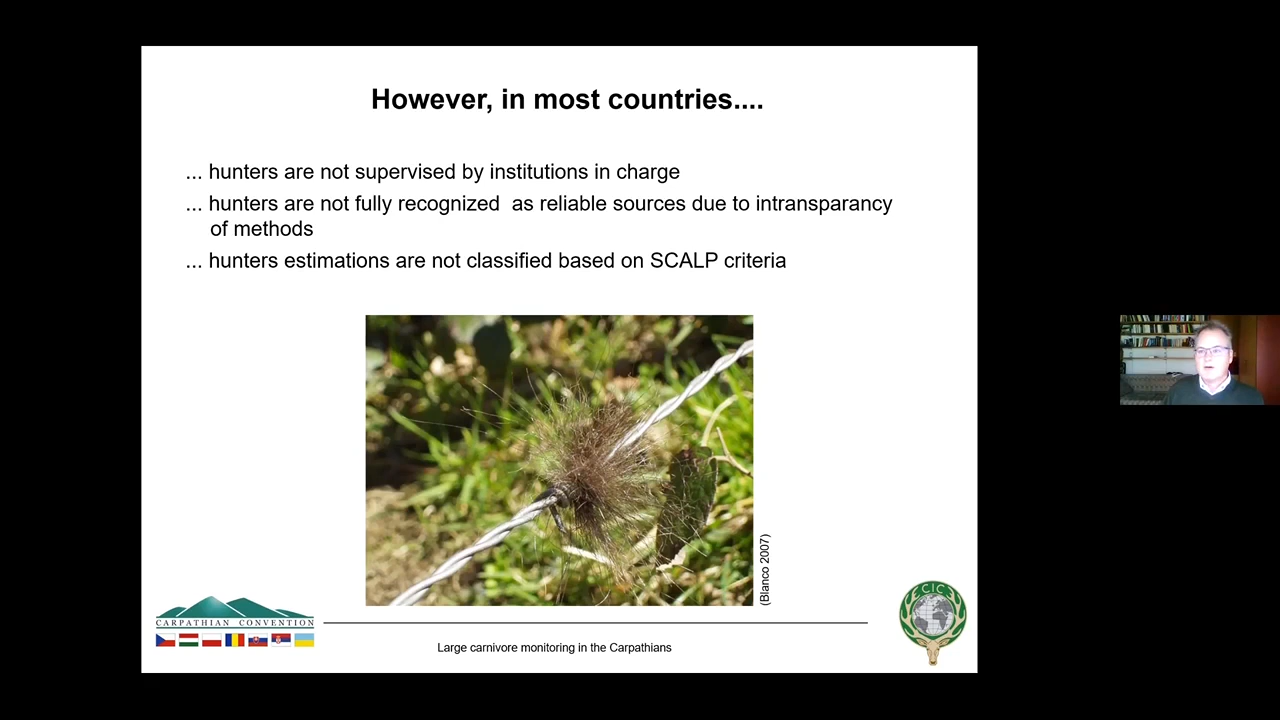 However, in most countries....
... hunters are not supervised by institutions in charge
... hunters are not fully recognized  as reliable sources due to intransparancy
of methods
... hunters estimations are not classified based on SCALP criteria
(Blanco 2007)
CARPATHIAN CONVENTION
CIC
Large carnivore monitoring in the Carpathians